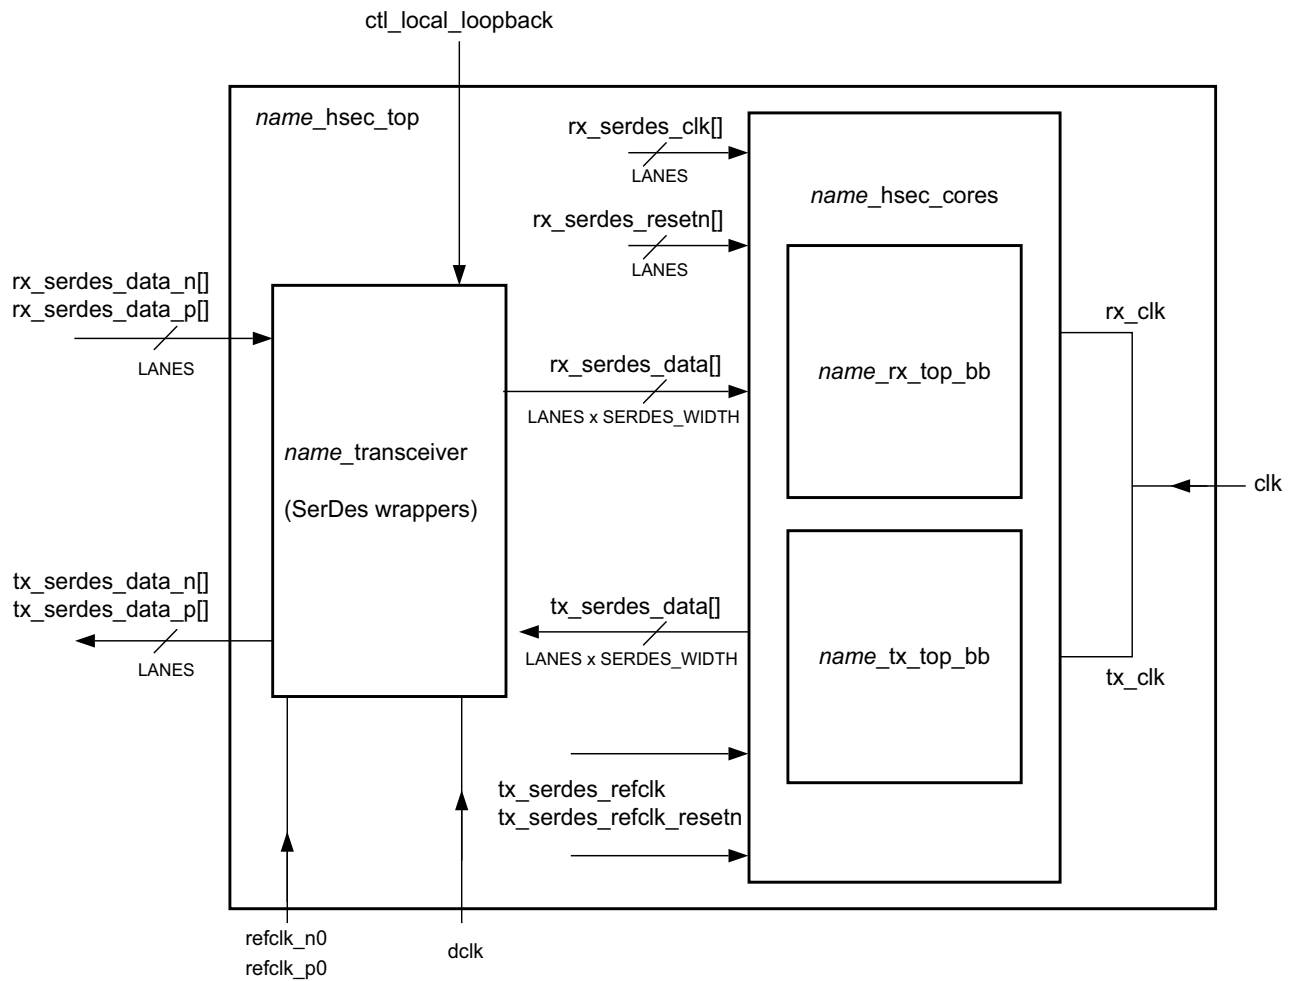 ctl_local_loopback
name_hsec_top
rx_serdes_clk[]
LANES
name_hsec_cores
rx_serdes_resetn[]
LANES
rx_serdes_data_n[]
rx_serdes_data_p[]
LANES
rx_clk
rx_serdes_data[]
LANES x SERDES_WIDTH
name_rx_top_bb
name_transceiver
(SerDes wrappers)
clk
tx_serdes_data_n[]
tx_serdes_data_p[]
LANES
tx_serdes_data[]
LANES x SERDES_WIDTH
name_tx_top_bb
tx_clk
tx_serdes_refclk
tx_serdes_refclk_resetn
refclk_n0
refclk_p0
dclk